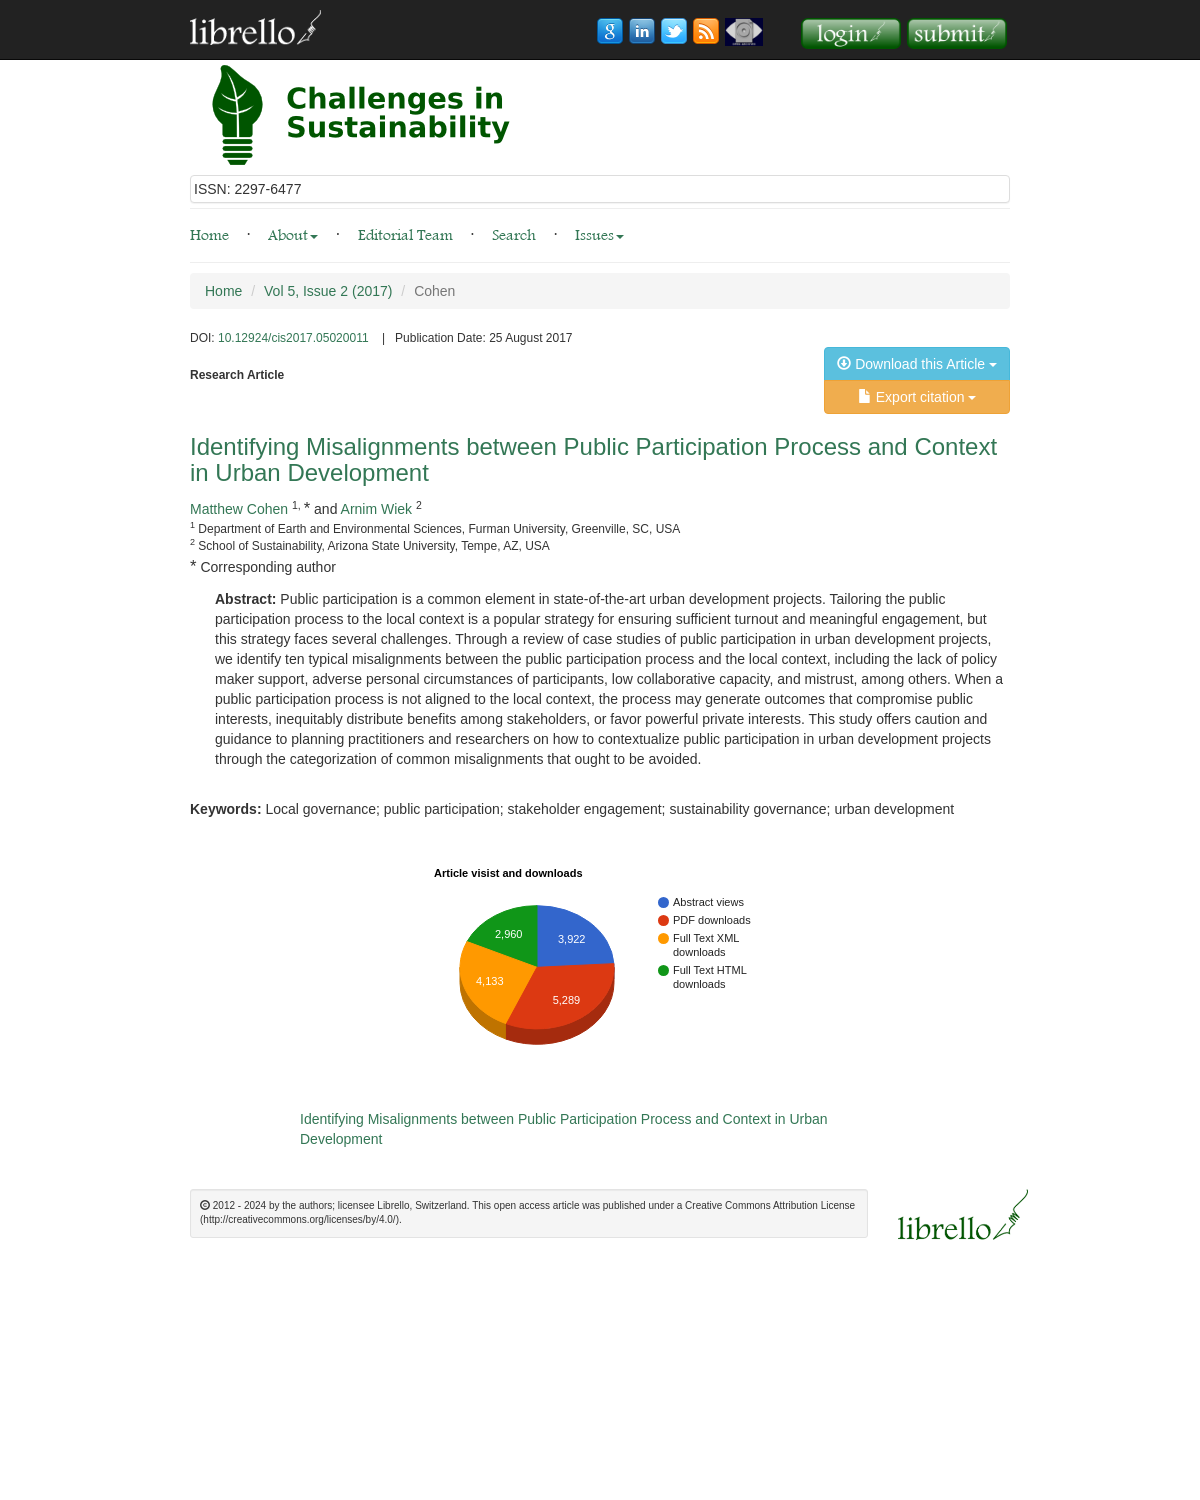 librello
login
submit
Challenges in
Sustainability
ISSN: 2297-6477
Home · About · Editorial Team · Search · Issues
Home / Vol 5, Issue 2 (2017) / Cohen
DOI: 10.12924/cis2017.05020011 | Publication Date: 25 August 2017
Download this Article
Research Article
Export citation
Identifying Misalignments between Public Participation Process and Context
in Urban Development
Matthew Cohen 1, * and Arnim Wiek 2
1 Department of Earth and Environmental Sciences, Furman University, Greenville, SC, USA
2 School of Sustainability, Arizona State University, Tempe, AZ, USA
* Corresponding author
Abstract: Public participation is a common element in state-of-the-art urban development projects. Tailoring the public
participation process to the local context is a popular strategy for ensuring sufficient turnout and meaningful engagement, but
this strategy faces several challenges. Through a review of case studies of public participation in urban development projects,
we identify ten typical misalignments between the public participation process and the local context, including the lack of policy
maker support, adverse personal circumstances of participants, low collaborative capacity, and mistrust, among others. When a
public participation process is not aligned to the local context, the process may generate outcomes that compromise public
interests, inequitably distribute benefits among stakeholders, or favor powerful private interests. This study offers caution and
guidance to planning practitioners and researchers on how to contextualize public participation in urban development projects
through the categorization of common misalignments that ought to be avoided.
Keywords: Local governance; public participation; stakeholder engagement; sustainability governance; urban development
Article visist and downloads
Abstract views
PDF downloads
Full Text XML
downloads
Full Text HTML
downloads
2,960
3,922
4,133
5,289
Identifying Misalignments between Public Participation Process and Context in Urban
Development
© 2012 - 2024 by the authors; licensee Librello, Switzerland. This open access article was published under a Creative Commons Attribution License
(http://creativecommons.org/licenses/by/4.0/).
librello